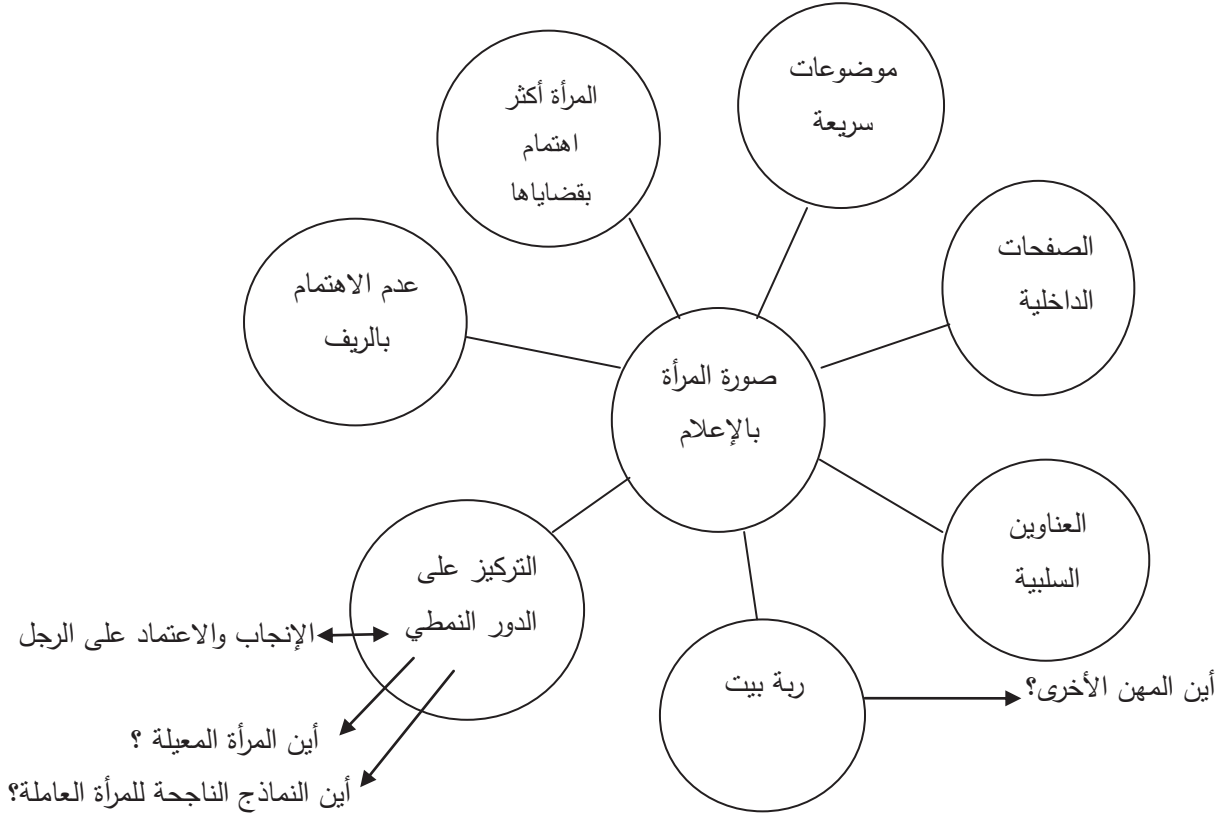 موضوعات
سريعة
المرأة أكثر
اهتمام
بقضاياها
الصفحات
الداخلية
عدم الاهتمام
بالريف
صورة المرأة
بالإعلام
العناوين
السلبية
التركيز على
الدور النمطي
الإنجاب والاعتماد على الرجل
ربة بيت
أين المهن الأخرى؟
أين المرأة المعيلة ؟
أين النماذج الناجحة للمرأة العاملة؟